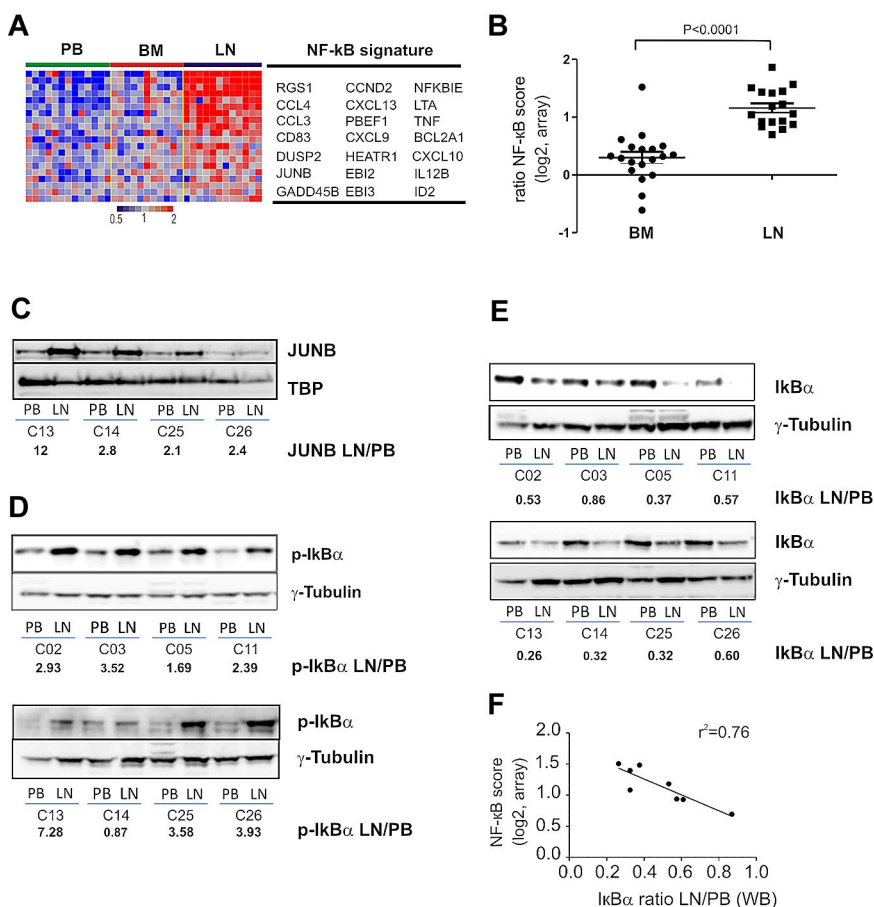 A
PB BM LN NF-kB signature
RGS1 CCND2 NFKBIE
CCL4 CXCL13 LTA
CCL3 PBEF1 TNF
CD83 CXCL9 BCL2A1
DUSP2 HEATR1 CXCL10
JUNB EBI2 IL12B
GADD45B EBI3 ID2
0.5 1 2
B
P<0.0001
ratio NF-κB score
(log2, array)
2
1
0
-1
BM LN
C
JUNB
TBP
PB LN PB LN PB LN PB LN
C13 C14 C25 C26
12 2.8 2.1 2.4 JUNB LN/PB
D
p-IkBα
γ-Tubulin
PB LN PB LN PB LN PB LN
C02 C03 C05 C11
2.93 3.52 1.69 2.39 p-IkBα LN/PB
p-IkBα
γ-Tubulin
PB LN PB LN PB LN PB LN
C13 C14 C25 C26
7.28 0.87 3.58 3.93 p-IkBα LN/PB
E
IkBα
γ-Tubulin
PB LN PB LN PB LN PB LN
C02 C03 C05 C11
0.53 0.86 0.37 0.57 IkBα LN/PB
IkBα
γ-Tubulin
PB LN PB LN PB LN PB LN
C13 C14 C25 C26
0.26 0.32 0.32 0.60 IkBα LN/PB
F
r²=0.76
NF-κB score
(log2, array)
2.0
1.5
1.0
0.5
0.0
0.0 0.2 0.4 0.6 0.8 1.0
IκBα ratio LN/PB (WB)